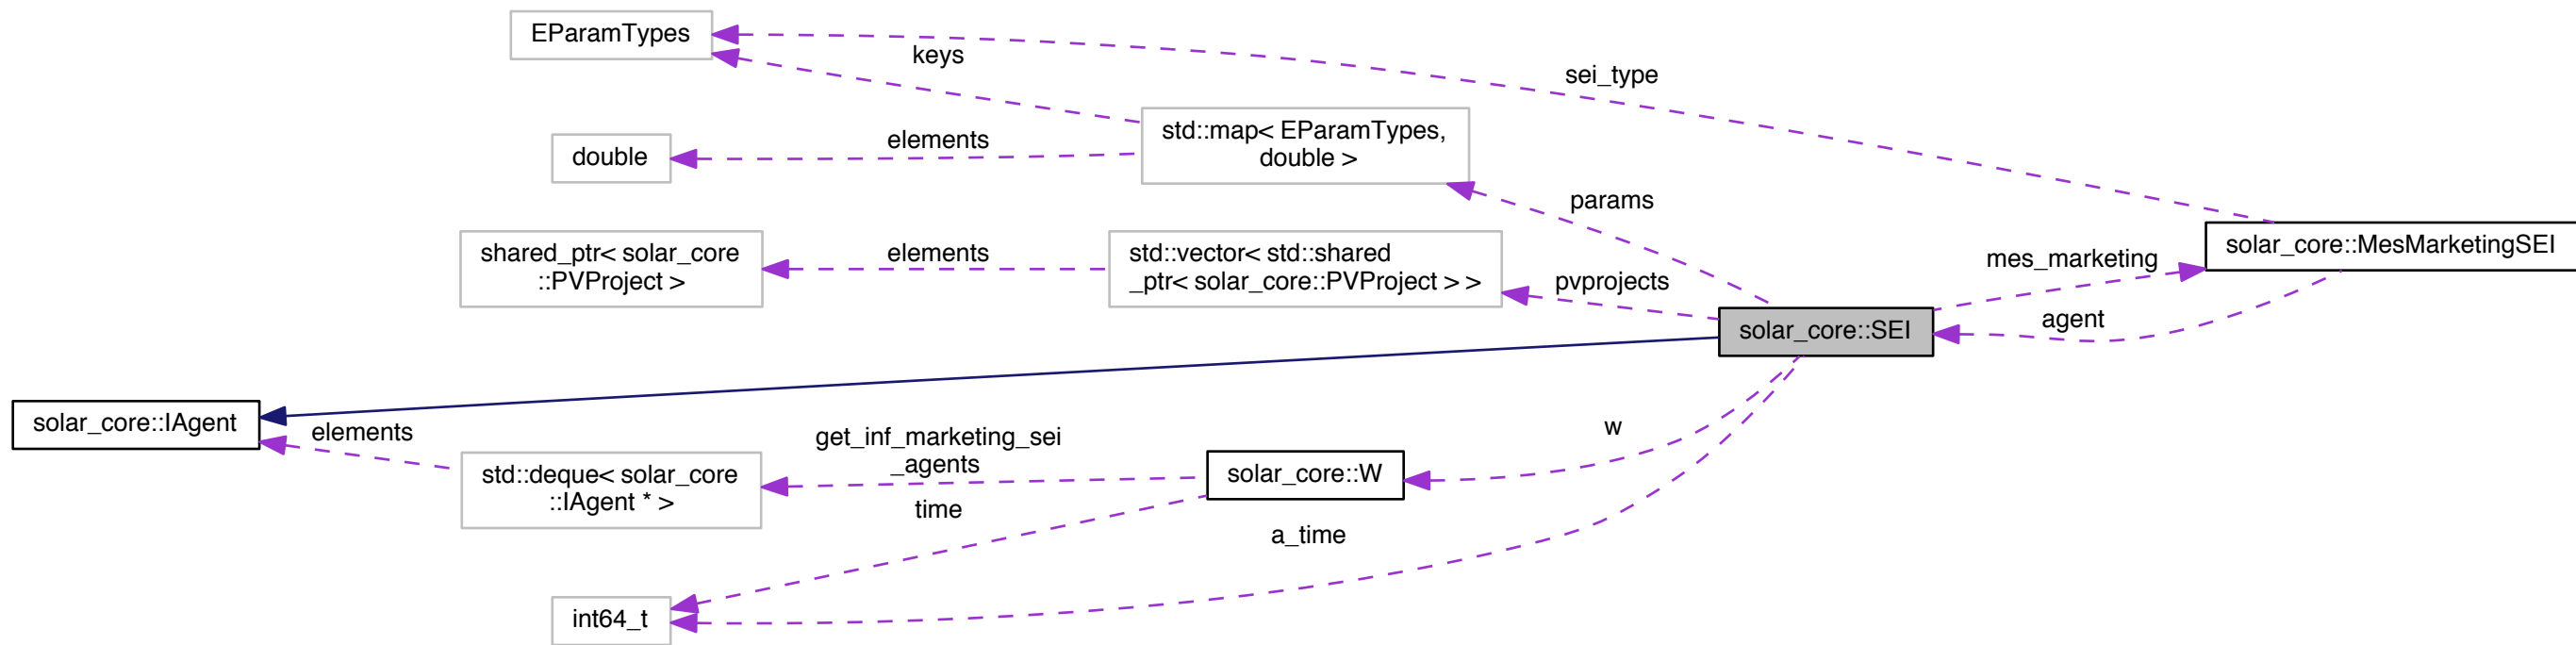 EParamTypes
keys
sei_type
std::map< EParamTypes,
double >
elements
double
params
shared_ptr< solar_core
::PVProject >
elements
std::vector< std::shared
_ptr< solar_core::PVProject > >
pvprojects
mes_marketing
solar_core::MesMarketingSEI
agent
solar_core::SEI
solar_core::IAgent
elements
std::deque< solar_core
::IAgent * >
get_inf_marketing_sei
_agents
solar_core::W
w
time
a_time
int64_t